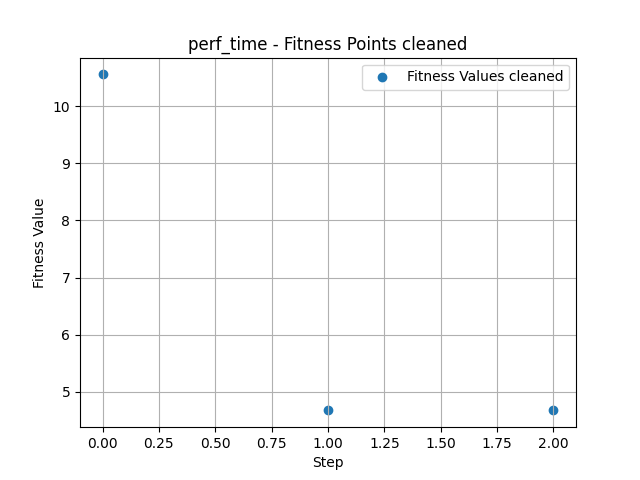 perf_time - Fitness Points cleaned
Fitness Values cleaned
10
9
8
7
6
5
Fitness Value
0.00 0.25 0.50 0.75 1.00 1.25 1.50 1.75 2.00
Step